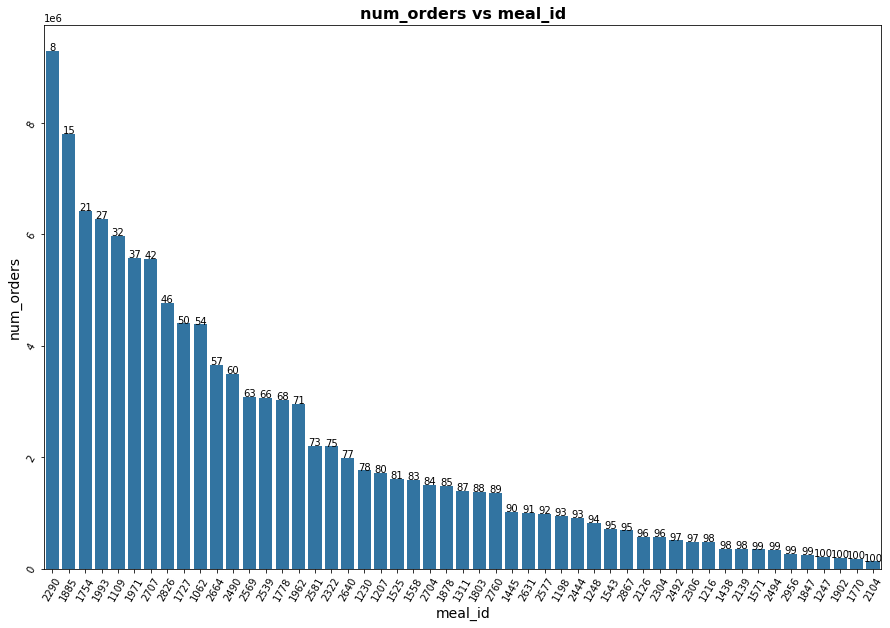 num_orders vs meal_id
1e6
8
6
4
2
0
num_orders
8 15 21 27 32 37 42 46 50 54 57 60 63 66 68 71 73 75 77 78 80 81 83 84 85 87 88 89 90 91 92 93 93 94 95 95 96 96 97 97 98 98 98 99 99 99 99 100 100 100 100
2290 1885 1754 1993 1109 1971 2707 2826 1727 1062 2664 2490 2569 2539 1778 1962 2581 2322 2640 1230 1207 1525 1558 2704 1878 1311 1803 2760 1445 2631 2577 1198 2444 1248 1543 2867 2126 2304 2492 2306 1216 1438 2139 1571 2494 2956 1847 1247 1902 1770 2104
meal_id